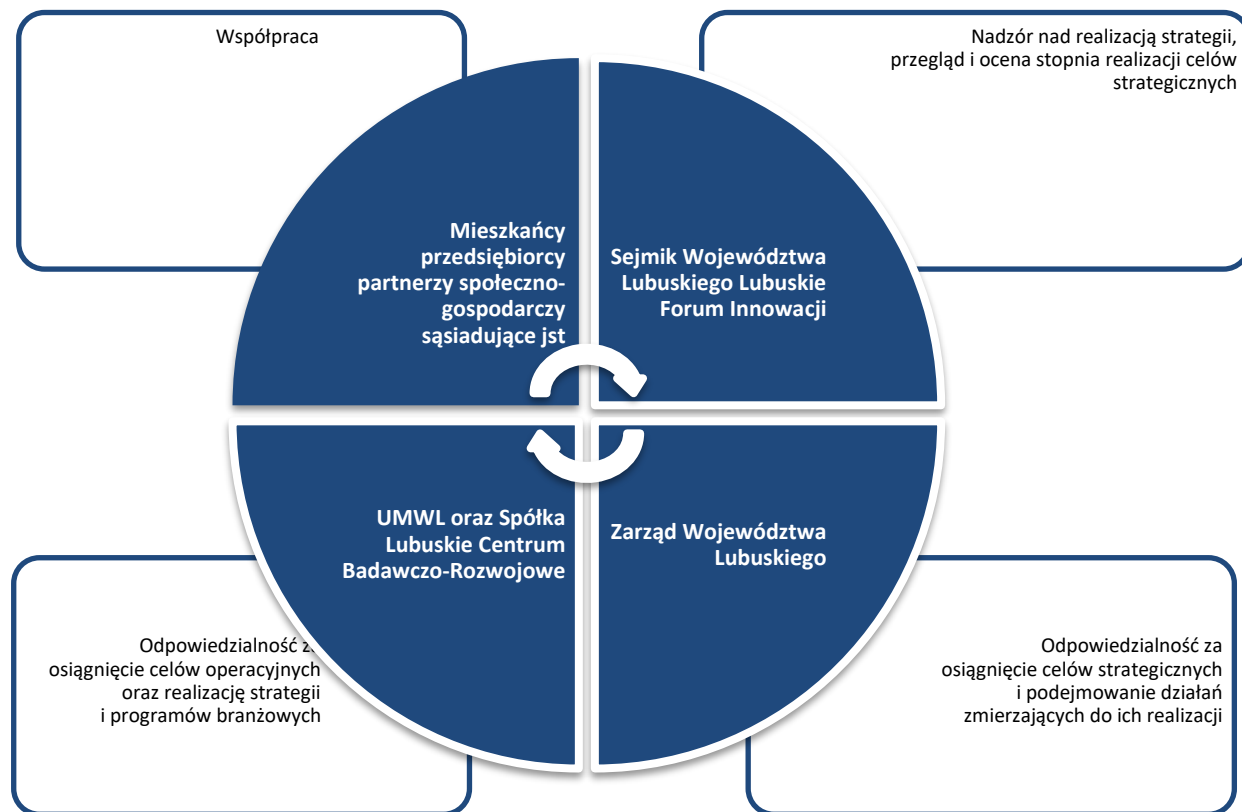 Współpraca
Nadzór nad realizacją strategii,
przegląd i ocena stopnia realizacji celów
strategicznych
Mieszkańcy
przedsiębiorcy
partnerzy społeczno-
gospodarczy
sąsiadujące jst
Sejmik Województwa
Lubuskiego Lubuskie
Forum Innowacji
UMWL oraz Spółka
Lubuskie Centrum
Badawczo-Rozwojowe
Zarząd Województwa
Lubuskiego
Odpowiedzialność z
osiągnięcie celów operacyjnych
oraz realizację strategii
i programów branżowych
Odpowiedzialność za
osiągnięcie celów strategicznych
i podejmowanie działań
zmierzających do ich realizacji